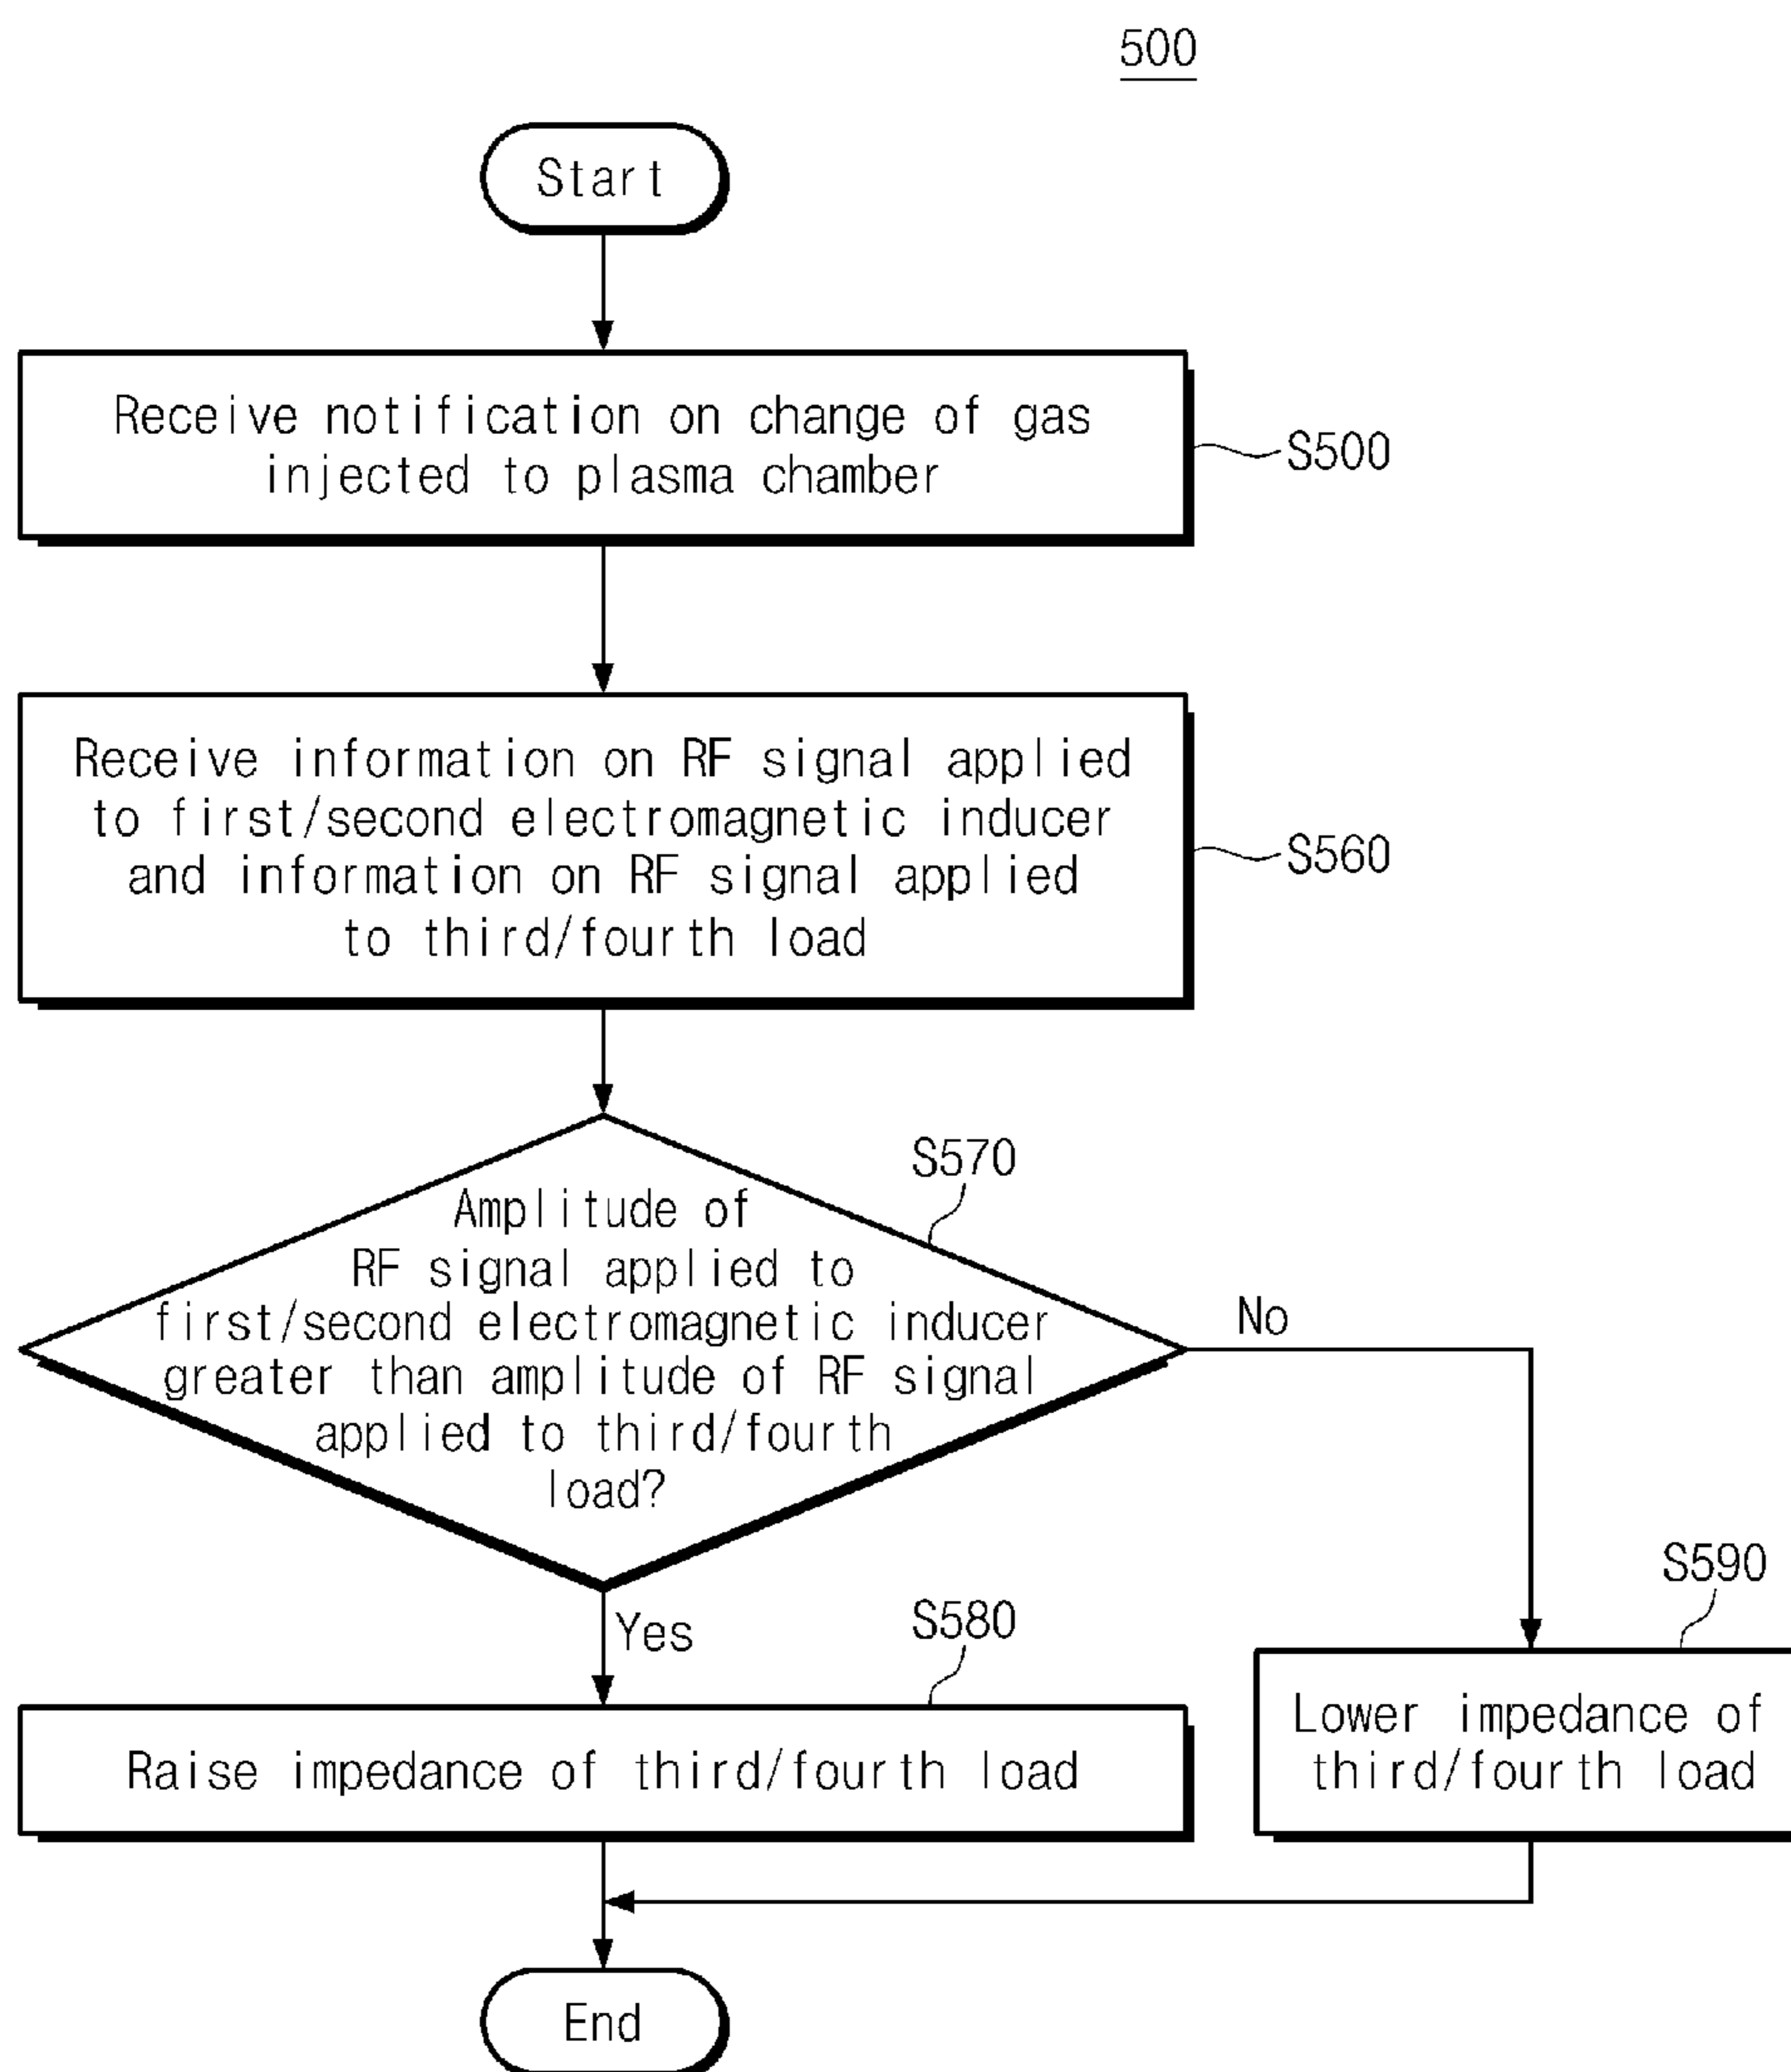 500
Start
Receive notification on change of gas
injected to plasma chamber
S500
Receive information on RF signal applied
to first/second electromagnetic inducer
and information on RF signal applied
to third/fourth load
S560
S570
Amplitude of
RF signal applied to
first/second electromagnetic inducer
greater than amplitude of RF signal
applied to third/fourth
load?
No
Yes
S580
Raise impedance of third/fourth load
S590
Lower impedance of
third/fourth load
End